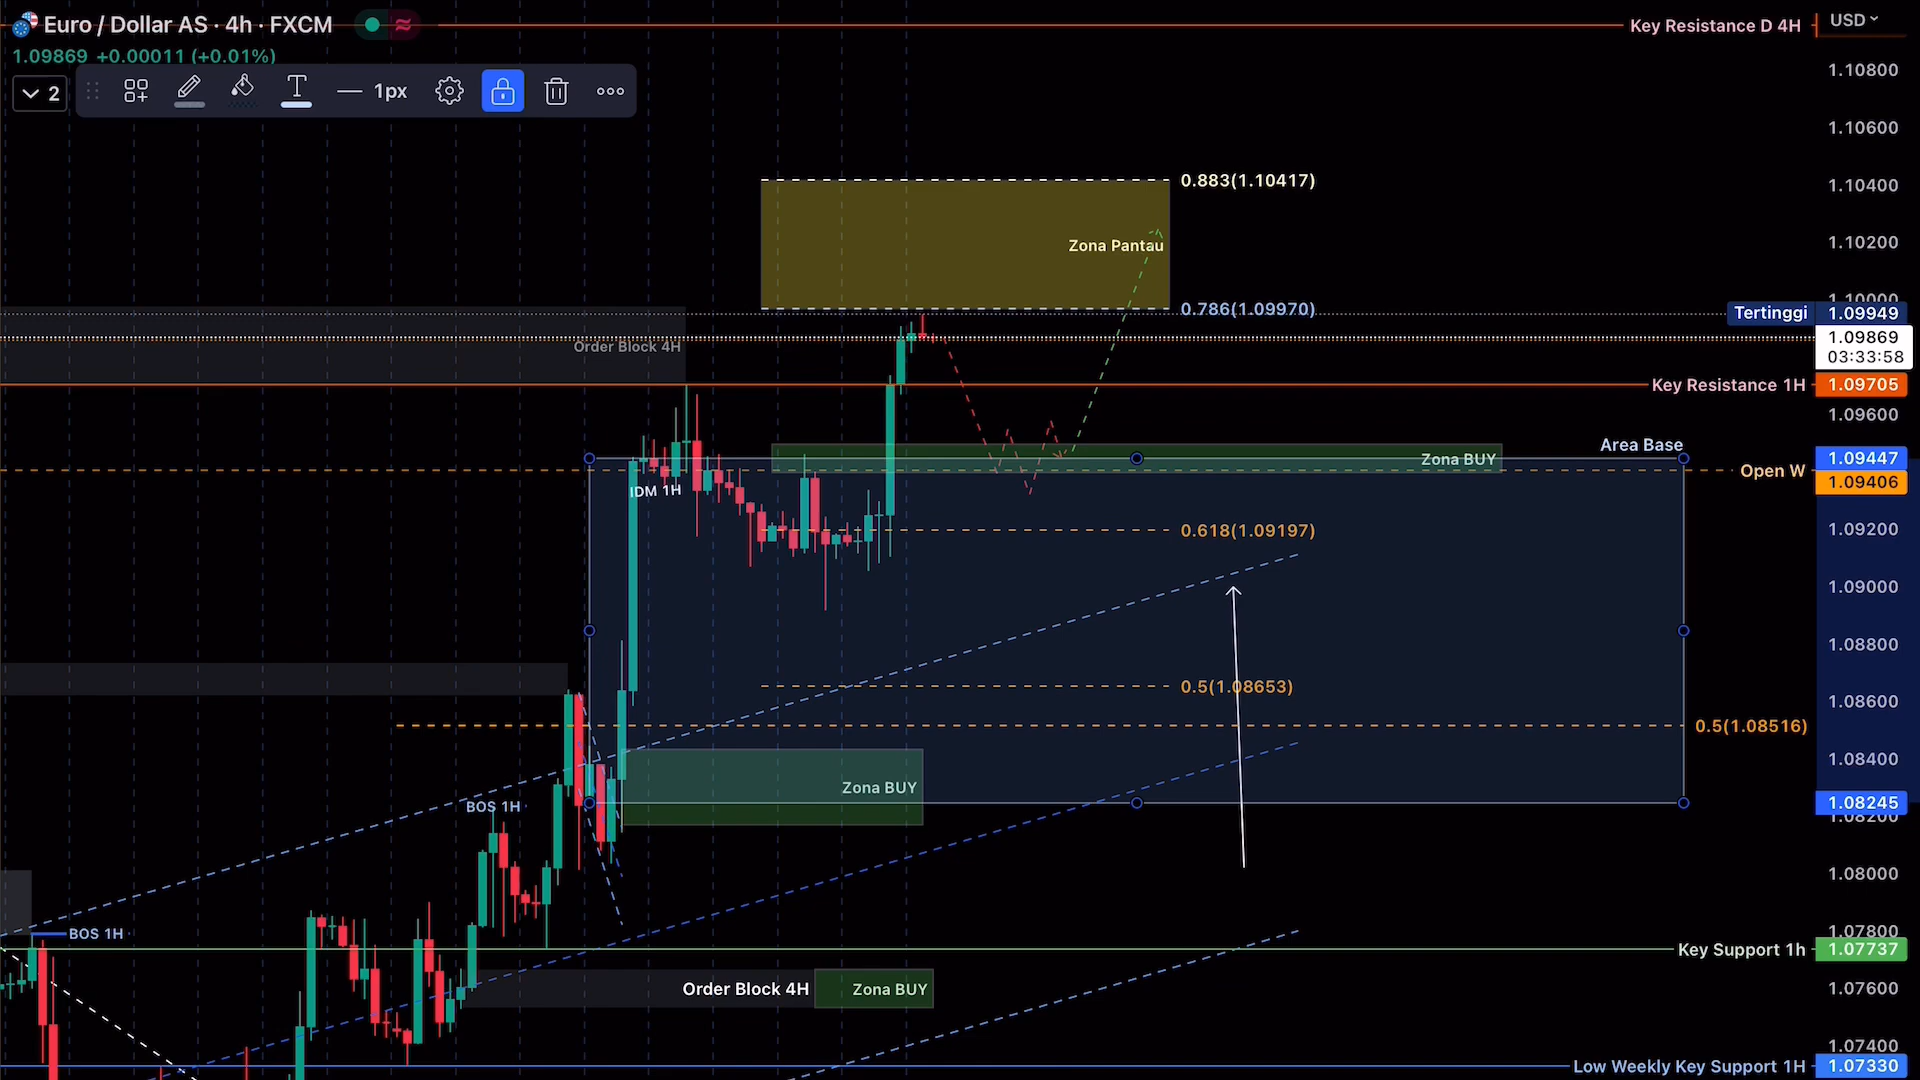 Euro / Dollar AS · 4h · FXCM
1.09869 +0.00011 (+0.01%)
2
T
1px
Key Resistance D 4H
USD
1.10800
1.10600
0.883(1.10417)
1.10400
Zona Pantau
1.10200
1.10000
0.786(1.09970)
Tertinggi
1.09949
1.09869
03:33:58
Order Block 4H
Key Resistance 1H
1.09705
1.09600
Area Base
Zona BUY
1.09447
Open W
1.09406
IDM 1H
0.618(1.09197)
1.09200
1.09000
1.08800
0.5(1.08653)
1.08600
0.5(1.08516)
1.08400
Zona BUY
BOS 1H
1.08245
1.08200
1.08000
BOS 1H
1.07800
Key Support 1h
1.07737
Order Block 4H
Zona BUY
1.07600
1.07400
Low Weekly Key Support 1H
1.07330